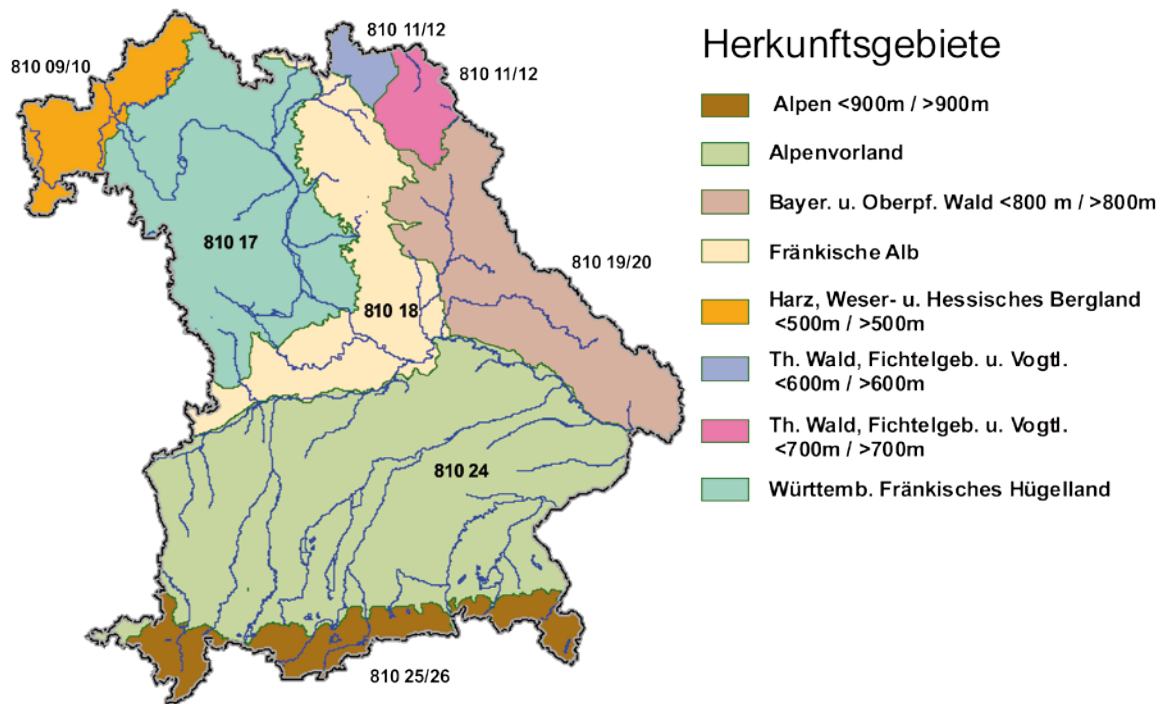 810 11/12
810 09/10
810 11/12
810 17
810 19/20
810 18
810 24
810 25/26
Herkunftsgebiete
Alpen <900m / >900m
Alpenvorland
Bayer. u. Oberpf. Wald <800 m / >800m
Fränkische Alb
Harz, Weser- u. Hessisches Bergland
<500m / >500m
Th. Wald, Fichtelgeb. u. Vogtl.
<600m / >600m
Th. Wald, Fichtelgeb. u. Vogtl.
<700m / >700m
Württemb. Fränkisches Hügelland